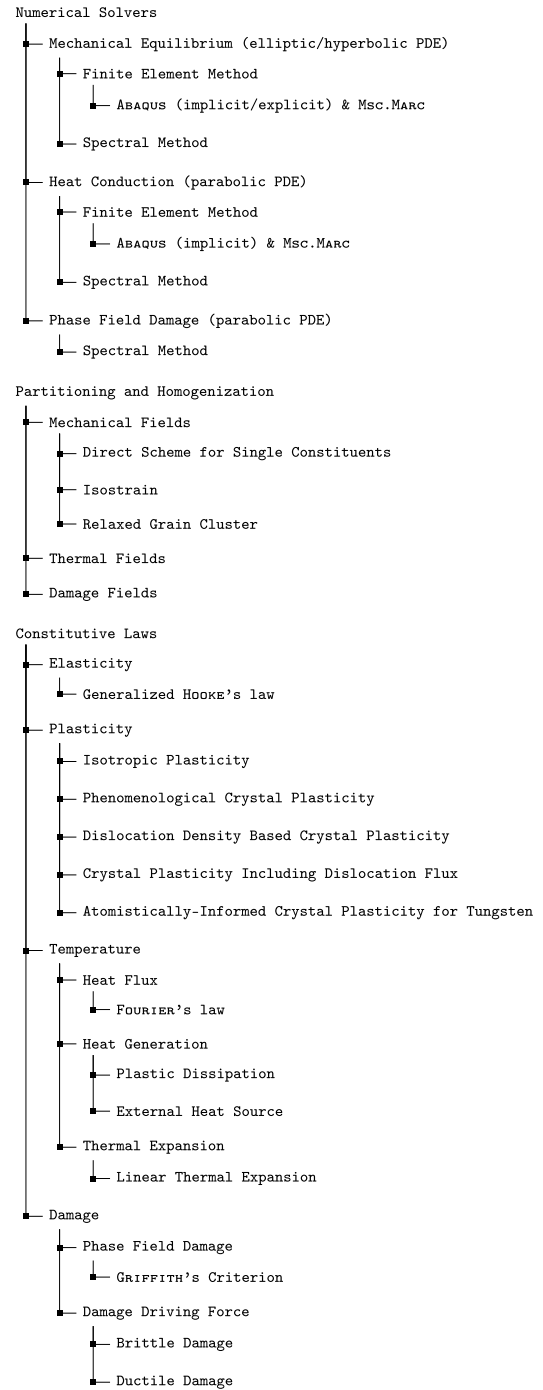 Numerical Solvers
Mechanical Equilibrium (elliptic/hyperbolic PDE)
Finite Element Method
Abaqus (implicit/explicit) & Msc.Marc
Spectral Method
Heat Conduction (parabolic PDE)
Finite Element Method
Abaqus (implicit) & Msc.Marc
Spectral Method
Phase Field Damage (parabolic PDE)
Spectral Method
Partitioning and Homogenization
Mechanical Fields
Direct Scheme for Single Constituents
Isostrain
Relaxed Grain Cluster
Thermal Fields
Damage Fields
Constitutive Laws
Elasticity
Generalized Hooke's law
Plasticity
Isotropic Plasticity
Phenomenological Crystal Plasticity
Dislocation Density Based Crystal Plasticity
Crystal Plasticity Including Dislocation Flux
Atomistically-Informed Crystal Plasticity for Tungsten
Temperature
Heat Flux
Fourier's law
Heat Generation
Plastic Dissipation
External Heat Source
Thermal Expansion
Linear Thermal Expansion
Damage
Phase Field Damage
Griffith's Criterion
Damage Driving Force
Brittle Damage
Ductile Damage